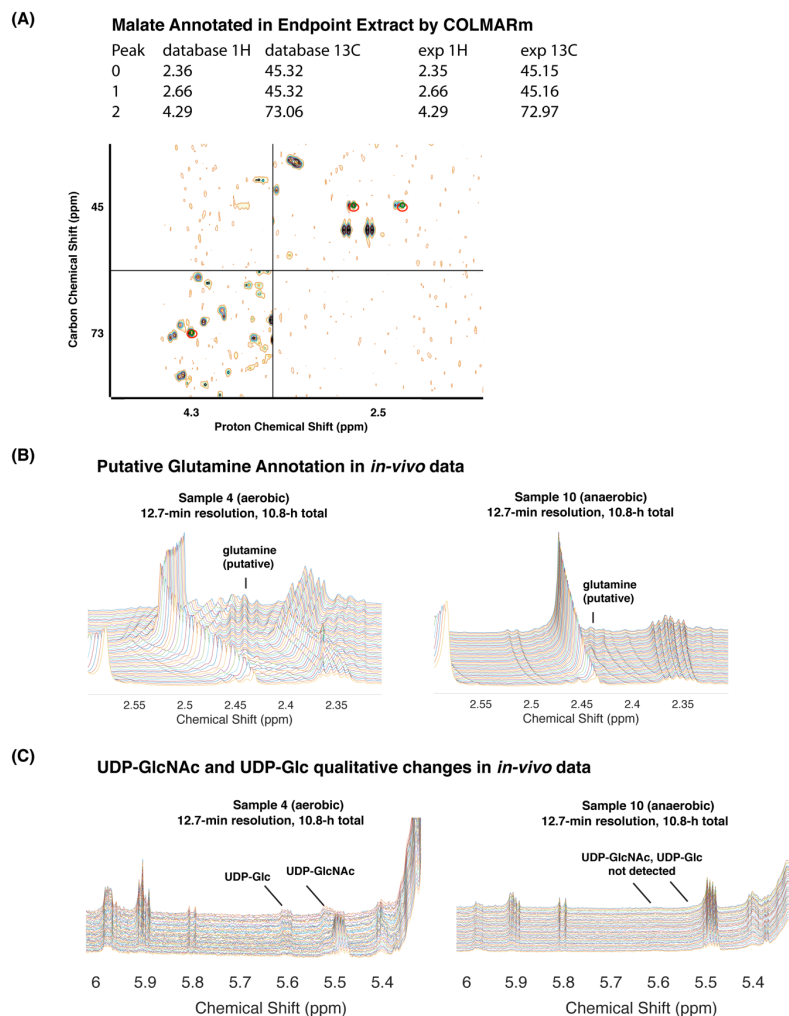 (A)
Malate Annotated in Endpoint Extract by COLMARm
Peak database 1H database 13C exp 1H exp 13C
0 2.36 45.32 2.35 45.15
1 2.66 45.32 2.66 45.16
2 4.29 73.06 4.29 72.97
Carbon Chemical Shift (ppm)
45
73
4.3 2.5
Proton Chemical Shift (ppm)
(B)
Putative Glutamine Annotation in in-vivo data
Sample 4 (aerobic)
12.7-min resolution, 10.8-h total
glutamine
(putative)
2.55 2.5 2.45 2.4 2.35
Chemical Shift (ppm)
Sample 10 (anaerobic)
12.7-min resolution, 10.8-h total
glutamine
(putative)
2.55 2.5 2.45 2.4 2.35
Chemical Shift (ppm)
(C)
UDP-GlcNAc and UDP-Glc qualitative changes in in-vivo data
Sample 4 (aerobic)
12.7-min resolution, 10.8-h total
UDP-Glc
UDP-GlcNAc
6 5.9 5.8 5.7 5.6 5.5 5.4
Chemical Shift (ppm)
Sample 10 (anaerobic)
12.7-min resolution, 10.8-h total
UDP-GlcNAc, UDP-Glc
not detected
6 5.9 5.8 5.7 5.6 5.5 5.4
Chemical Shift (ppm)